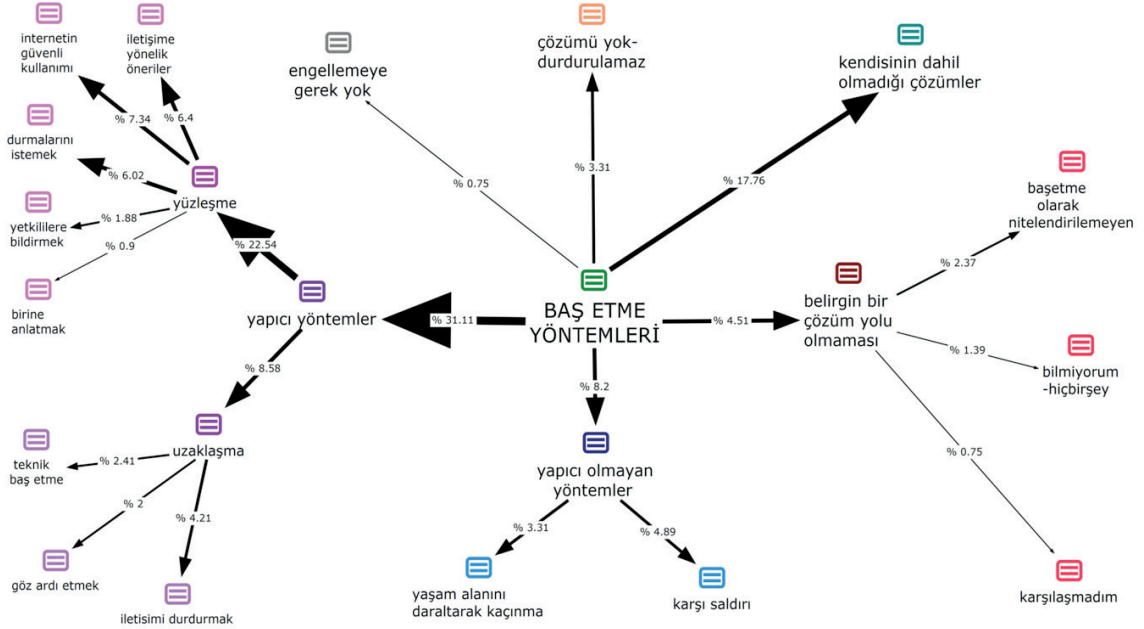 internetin
güvenli
kullanımı
iletişime
yönelik
öneriler
engellemeye
gerek yok
çözümü yok-
durdurulamaz
kendisinin dahil
olmadığı çözümler
% 7.34
% 6.4
durmalarını
istemek
% 6.02
yüzleşme
yetkililere
bildirmek
% 1.88
% 0.9
birine
anlatmak
% 22.54
% 0.75
% 3.31
% 17.76
başetme
olarak
nitelendirilemeyen
% 2.37
yapıcı yöntemler
% 31.11
BAŞ ETME
YÖNTEMLERİ
% 4.51
belirgin bir
çözüm yolu
olmaması
% 1.39
bilmiyorum
-hiçbirşey
% 0.75
karşılaşmadım
% 8.58
% 8.2
uzaklaşma
teknik
baş etme
% 2.41
% 2
% 4.21
göz ardı etmek
iletisimi durdurmak
yapıcı olmayan
yöntemler
% 3.31
% 4.89
yaşam alanını
daraltarak kaçınma
karşı saldırı